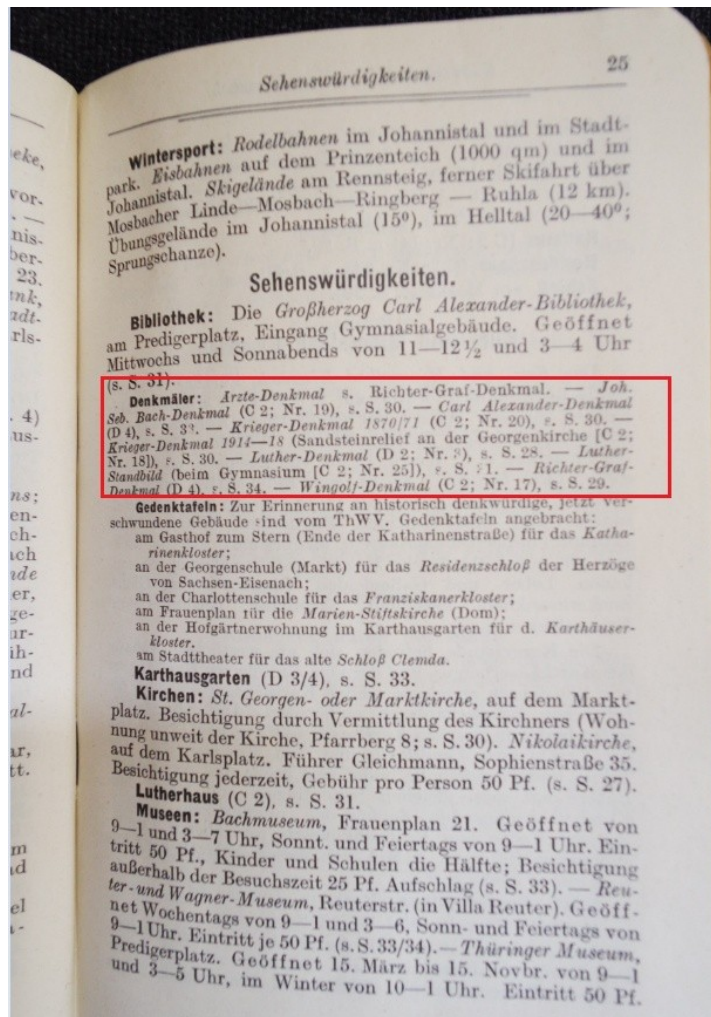 Sehenswürdigkeiten.
25
Wintersport: Rodelbahnen im Johannistal und im Stadt-
park. Eisbahnen auf dem Prinzenteich (1000 qm) und im
Johannistal. Skigelände am Rennsteig, ferner Skifahrt über
Mosbacher Linde—Mosbach—Ringberg — Ruhla (12 km).
Übungsgelände im Johannistal (15⁰), im Helltal (20—40⁰;
Sprungschanze).
Sehenswürdigkeiten.
Bibliothek: Die Großherzog Carl Alexander-Bibliothek,
am Predigerplatz, Eingang Gymnasialgebäude. Geöffnet
Mittwochs und Sonnabends von 11—12½ und 3—4 Uhr
(s. S. 31).
Denkmäler: Arzte-Denkmal s. Richter-Graf-Denkmal. — Joh.
Seb. Bach-Denkmal (C 2; Nr. 19), s. S. 30. — Carl Alexander-Denkmal
(D 4), s. S. — Krieger-Denkmal 1870/71 (C 2; Nr. 20), s. S. 30. —
Krieger-Denkmal 1914—18 (Sandsteinrelief an der Georgenkirche [C 2;
Nr. 18]), s. S. 30. — Luther-Denkmal (D 2; Nr. s. S. 28. — Luther-
Standbild (beim Gymnasium [C 2; Nr. 25]), s. S. — Richter-Graf-
Denkmal (D 4), s. S. 34. — Wingolf-Denkmal (C 2; Nr. 17), s. S. 29.
Gedenktafeln: Zur Erinnerung an historisch denkwürdige, jetzt ver-
schwundene Gebäude sind vom ThWV. Gedenktafeln angebracht:
am Gasthof zum Stern (Ende der Katharinenstraße) für das Katha-
rinenkloster;
an der Georgenschule (Markt) für das Residenzschloß der Herzöge
von Sachsen-Eisenach;
an der Charlottenschule für das Franziskanerkloster;
am Frauenplan für die Marien-Stiftskirche (Dom);
an der Hofgärtnerwohnung im Karthausgarten für d. Karthäuser-
kloster.
am Stadttheater für das alte Schloß Clemda.
Karthausgarten (D 3/4), s. S. 33.
Kirchen: St. Georgen- oder Marktkirche, auf dem Markt-
platz. Besichtigung durch Vermittlung des Kirchners (Woh-
nung unweit der Kirche, Pfarrberg 8; s. S. 30). Nikolaikirche,
auf dem Karlsplatz. Führer Gleichmann, Sophienstraße 35.
Besichtigung jederzeit, Gebühr pro Person 50 Pf. (s. S. 27).
Lutherhaus (C 2), s. S. 31.
Museen: Bachmuseum, Frauenplan 21. Geöffnet von
9—1 und 3—7 Uhr, Sonnt. und Feiertags von 9—1 Uhr. Ein-
tritt 50 Pf., Kinder und Schulen die Hälfte; Besichtigung
außerhalb der Besuchszeit 25 Pf. Aufschlag (s. S. 33). — Reu-
ter- und Wagner-Museum, Reuterstr. (in Villa Reuter). Geöff-
net Wochentags von 9—1 und 3—6, Sonn- und Feiertags von
9—1 Uhr. Eintritt je 50 Pf. (s. S. 33/34). — Thüringer Museum,
Predigerplatz. Geöffnet 15. März bis 15. Novbr. von 9—1
und 3—5 Uhr, im Winter von 10—1 Uhr. Eintritt 50 Pf.